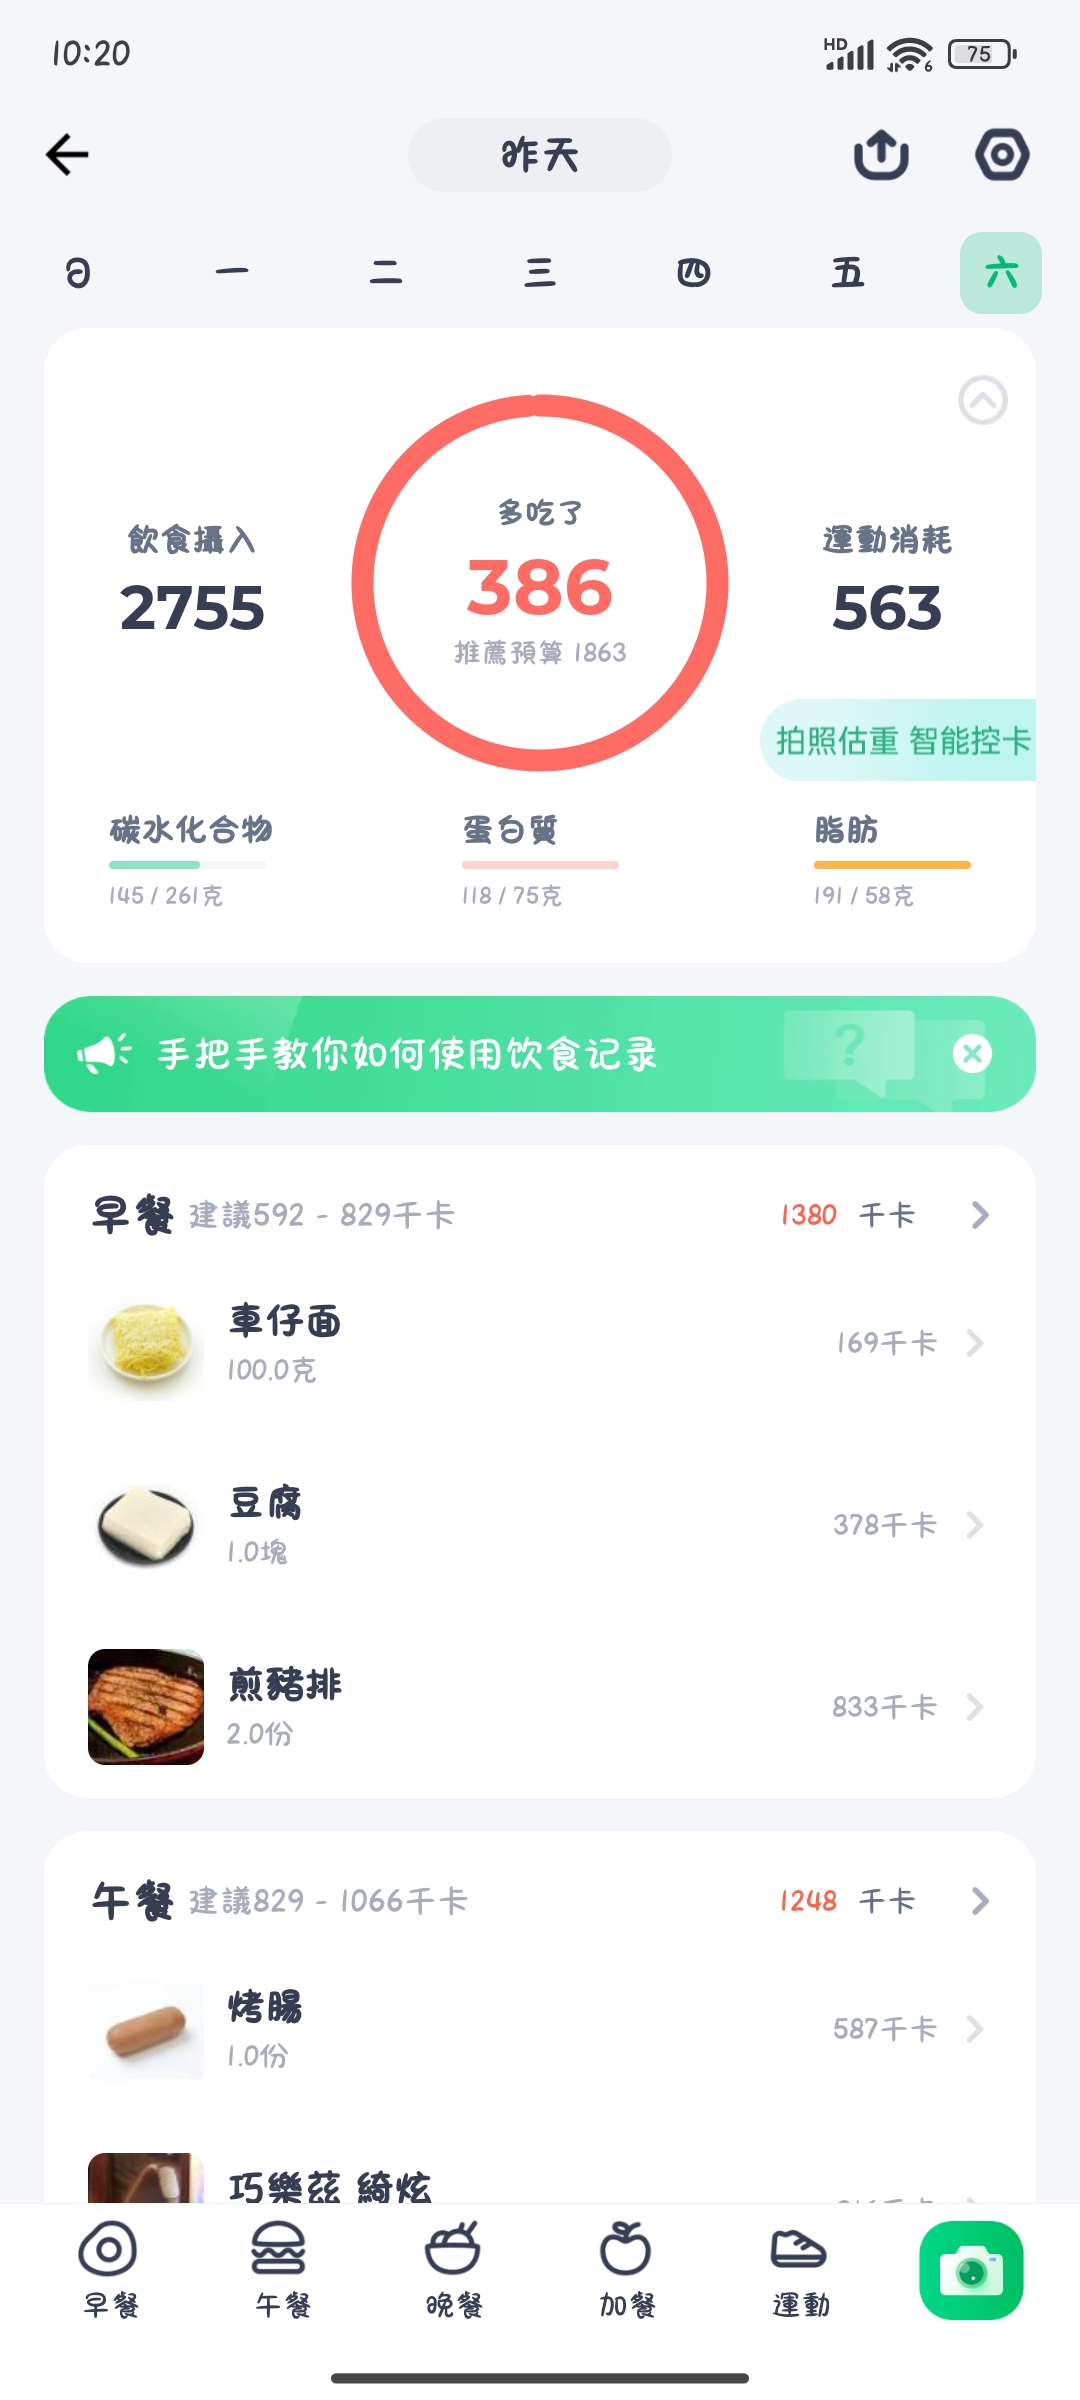 10:20
HD
6
75
昨天
日 一 二 三 四 五 六
多吃了
飲食攝入
386
運動消耗
2755
563
推薦預算 1863
拍照估重 智能控卡
碳水化合物 蛋白質 脂肪
145 / 261克 118 / 75克 191 / 58克
手把手教你如何使用饮食记录
?
早餐 建議592 - 829千卡 1380 千卡
車仔面
100.0克
169千卡
豆腐
1.0塊
378千卡
煎豬排
2.0份
833千卡
午餐 建議829 - 1066千卡 1248 千卡
烤腸
1.0份
587千卡
巧樂茲 綺炫
早餐 午餐 晚餐 加餐 運動